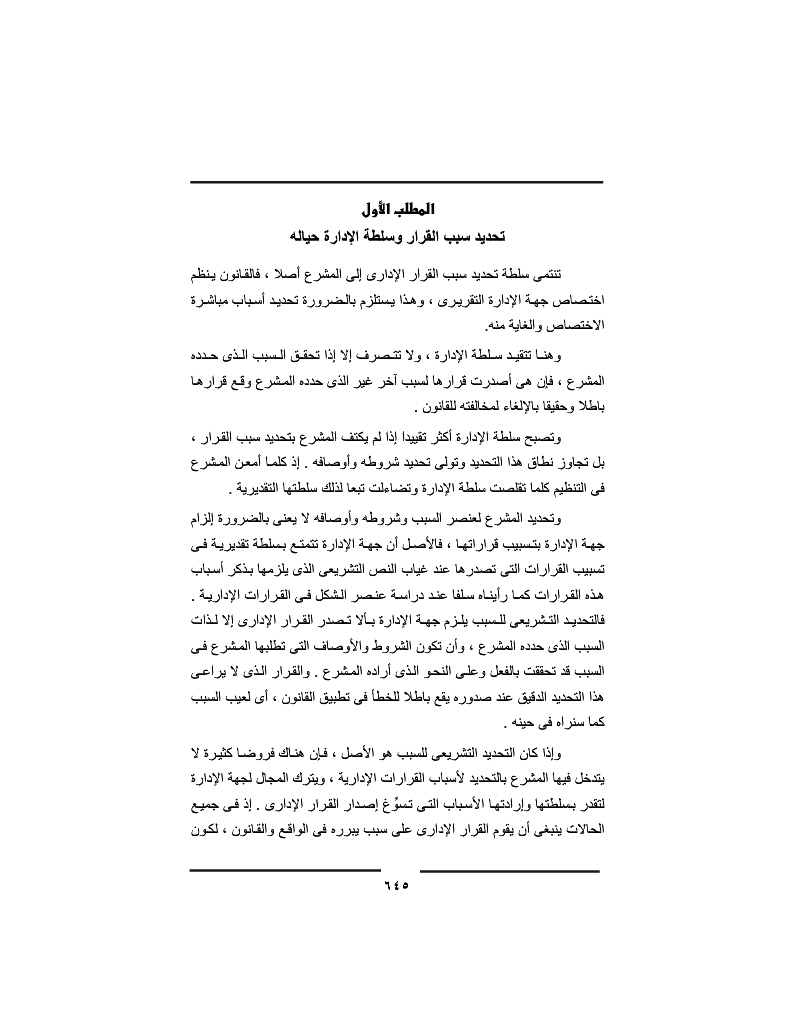 المطلب الأول
تحديد سبب القرار وسلطة الإدارة حياله
تنتمى سلطة تحديد سبب القرار الإدارى إلى المشرع أصلا ، فالقانون ينظم
اختصاص جهة الإدارة التقريرى ، وهذا يستلزم بالضرورة تحديد أسباب مباشرة
الاختصاص والغاية منه.
وهنا تتقيد سلطة الإدارة ، ولا تتصرف إلا إذا تحقق السبب الذى حدده
المشرع ، فإن هى أصدرت قرارها لسبب آخر غير الذى حدده المشرع وقع قرارها
باطلا وحقيقا بالإلغاء لمخالفته للقانون .
وتصبح سلطة الإدارة أكثر تقييدا إذا لم يكتف المشرع بتحديد سبب القرار ،
بل تجاوز نطاق هذا التحديد وتولى تحديد شروطه وأوصافه . إذ كلما أمعن المشرع
فى التنظيم كلما تقلصت سلطة الإدارة وتضاءلت تبعا لذلك سلطتها التقديرية .
وتحديد المشرع لعنصر السبب وشروطه وأوصافه لا يعنى بالضرورة إلزام
جهة الإدارة بتسبيب قراراتها ، فالأصل أن جهة الإدارة تتمتع بسلطة تقديرية فى
تسبيب القرارات التى تصدرها عند غياب النص التشريعى الذى يلزمها بذكر أسباب
هذه القرارات كما رأيناه سلفا عند دراسة عنصر الشكل فى القرارات الإدارية .
فالتحديد التشريعى للسبب يلزم جهة الإدارة بألا تصدر القرار الإدارى إلا لذات
السبب الذى حدده المشرع ، وأن تكون الشروط والأوصاف التى تطلبها المشرع فى
السبب قد تحققت بالفعل وعلى النحو الذى أراده المشرع . والقرار الذى لا يراعى
هذا التحديد الدقيق عند صدوره يقع باطلا للخطأ فى تطبيق القانون ، أى لعيب السبب
كما سنراه فى حينه .
وإذا كان التحديد التشريعى للسبب هو الأصل ، فإن هناك فروضا كثيرة لا
يتدخل فيها المشرع بالتحديد لأسباب القرارات الإدارية ، ويترك المجال لجهة الإدارة
لتقدر بسلطتها وإرادتها الأسباب التى تسوِّغ إصدار القرار الإدارى . إذ فى جميع
الحالات ينبغى أن يقوم القرار الإدارى على سبب يبرره فى الواقع والقانون ، لكون
٦٤٥